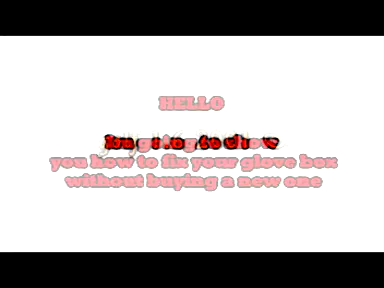 HELLO
Im going to show
you how to fix your glove box
without buying a new one